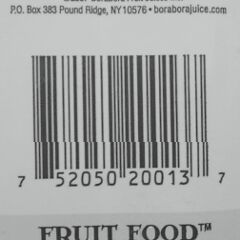 P.O. Box 383 Pound Ridge, NY 10576 • boraborajuice.com
7 52050 20013 7
FRUIT FOOD™